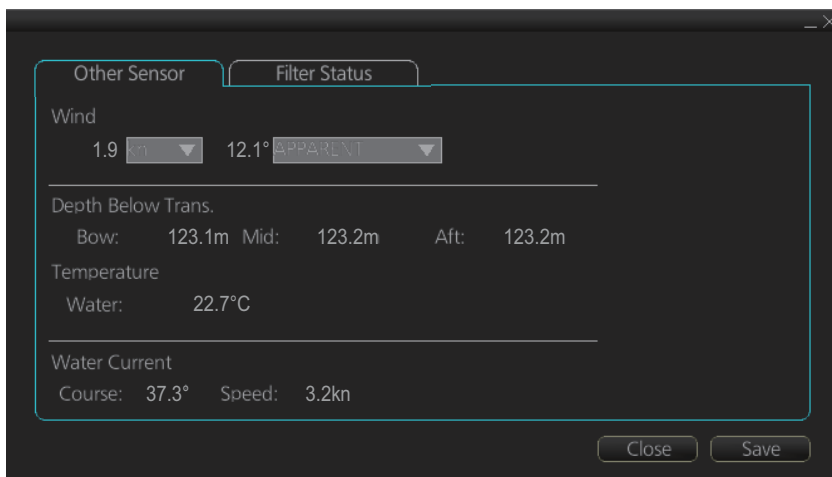 Other Sensor Filter Status
Wind
1.9 kn 12.1° APPARENT
Depth Below Trans.
Bow: 123.1m Mid: 123.2m Aft: 123.2m
Temperature
Water: 22.7°C
Water Current
Course: 37.3° Speed: 3.2kn
Close Save